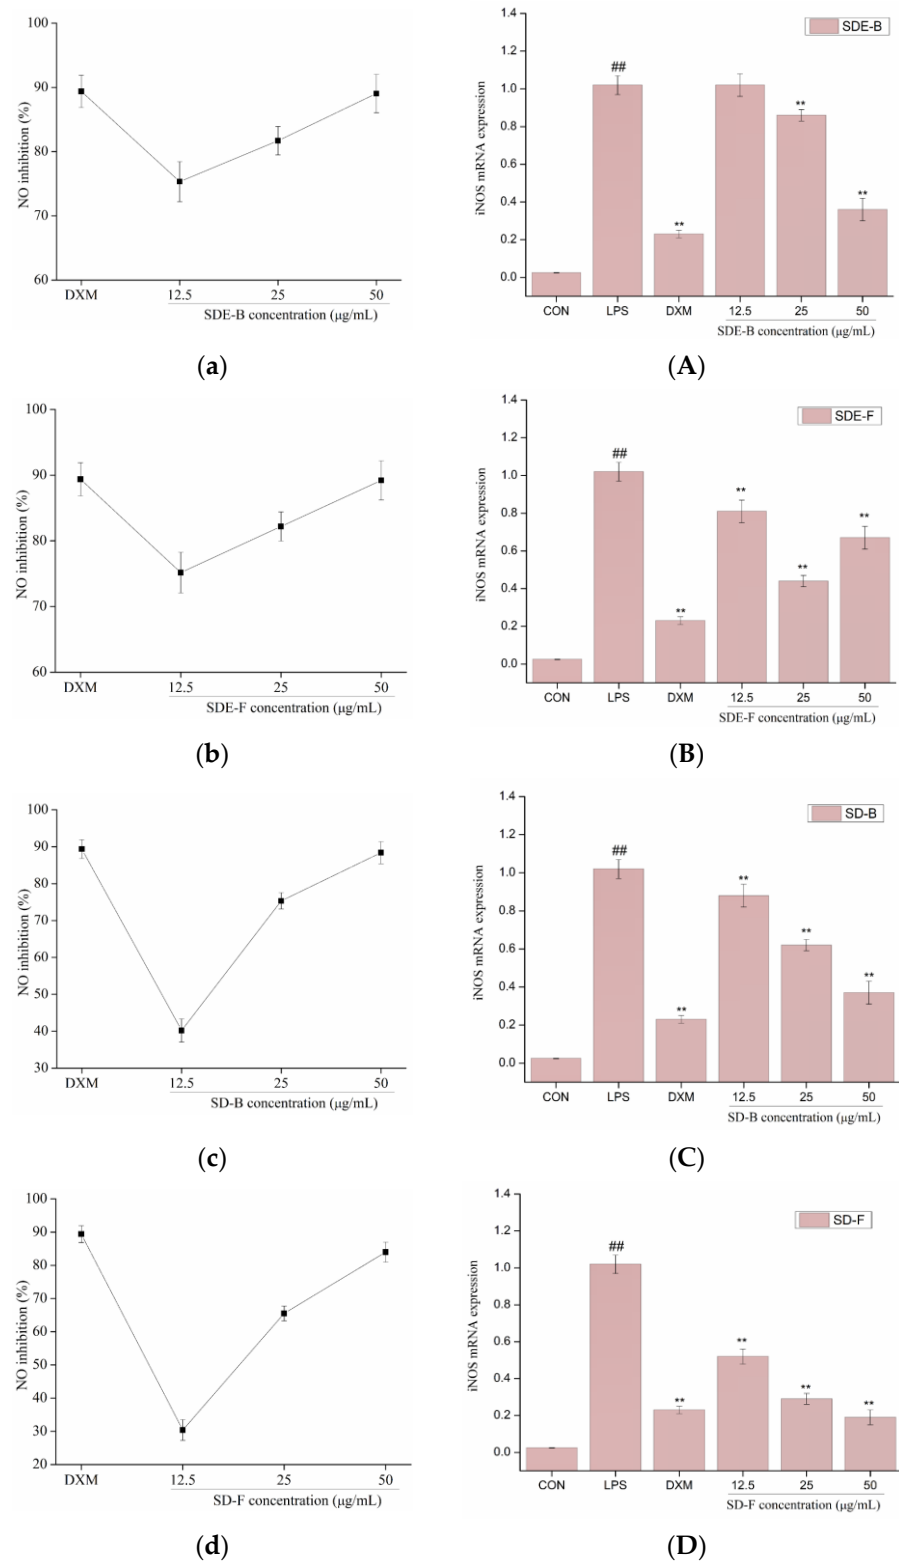 100
90
80
70
60
NO inhibition (%)
DXM 12.5 25 50
SDE-B concentration (μg/mL)
(a)
1.4
1.2
1.0
0.8
0.6
0.4
0.2
0.0
iNOS mRNA expression
SDE-B
##
**
**
**
CON LPS DXM 12.5 25 50
SDE-B concentration (μg/mL)
(A)
100
90
80
70
60
NO inhibition (%)
DXM 12.5 25 50
SDE-F concentration (μg/mL)
(b)
1.4
1.2
1.0
0.8
0.6
0.4
0.2
0.0
iNOS mRNA expression
SDE-F
##
**
**
**
**
CON LPS DXM 12.5 25 50
SDE-F concentration (μg/mL)
(B)
100
90
80
70
60
50
40
30
NO inhibition (%)
DXM 12.5 25 50
SD-B concentration (μg/mL)
(c)
1.4
1.2
1.0
0.8
0.6
0.4
0.2
0.0
iNOS mRNA expression
SD-B
##
**
**
**
**
CON LPS DXM 12.5 25 50
SD-B concentration (μg/mL)
(C)
100
90
80
70
60
50
40
30
20
NO inhibition (%)
DXM 12.5 25 50
SD-F concentration (μg/mL)
(d)
1.4
1.2
1.0
0.8
0.6
0.4
0.2
0.0
iNOS mRNA expression
SD-F
##
**
**
**
**
CON LPS DXM 12.5 25 50
SD-F concentration (μg/mL)
(D)